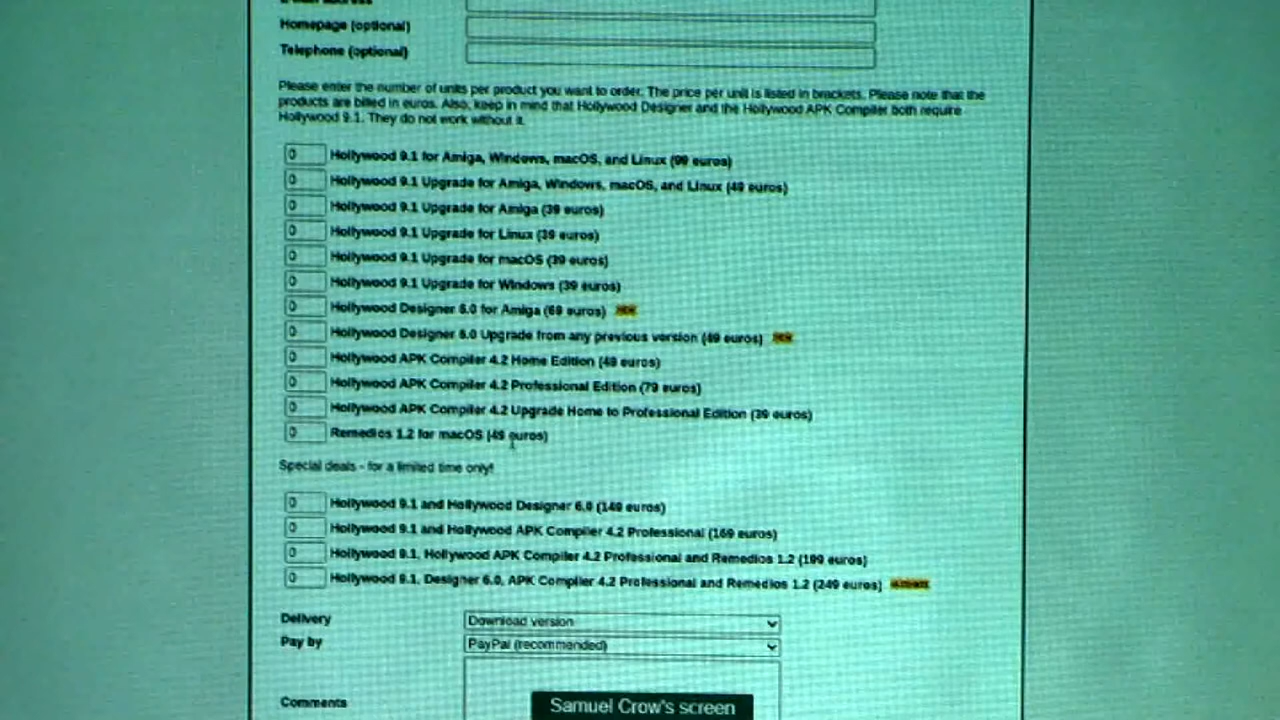 Homepage (optional)
Telephone (optional)
Please enter the number of units per product you want to order. The price per unit is listed in brackets. Please note that the
products are billed in euros. Also, keep in mind that Hollywood Designer and the Hollywood APK Compiler both require
Hollywood 9.1. They do not work without it.
0 Hollywood 9.1 for Amiga, Windows, macOS, and Linux (99 euros)
0 Hollywood 9.1 Upgrade for Amiga, Windows, macOS, and Linux (49 euros)
0 Hollywood 9.1 Upgrade for Amiga (39 euros)
0 Hollywood 9.1 Upgrade for Linux (39 euros)
0 Hollywood 9.1 Upgrade for macOS (39 euros)
0 Hollywood 9.1 Upgrade for Windows (39 euros)
0 Hollywood Designer 6.0 for Amiga (69 euros) NEW
0 Hollywood Designer 6.0 Upgrade from any previous version (49 euros) NEW
0 Hollywood APK Compiler 4.2 Home Edition (49 euros)
0 Hollywood APK Compiler 4.2 Professional Edition (79 euros)
0 Hollywood APK Compiler 4.2 Upgrade Home to Professional Edition (39 euros)
0 Remedios 1.2 for macOS (49 euros)
Special deals - for a limited time only!
0 Hollywood 9.1 and Hollywood Designer 6.0 (149 euros)
0 Hollywood 9.1 and Hollywood APK Compiler 4.2 Professional (169 euros)
0 Hollywood 9.1, Hollywood APK Compiler 4.2 Professional and Remedios 1.2 (199 euros)
0 Hollywood 9.1, Designer 6.0, APK Compiler 4.2 Professional and Remedios 1.2 (249 euros)
Delivery Download version
Pay by PayPal (recommended)
Comments
Samuel Crow's screen